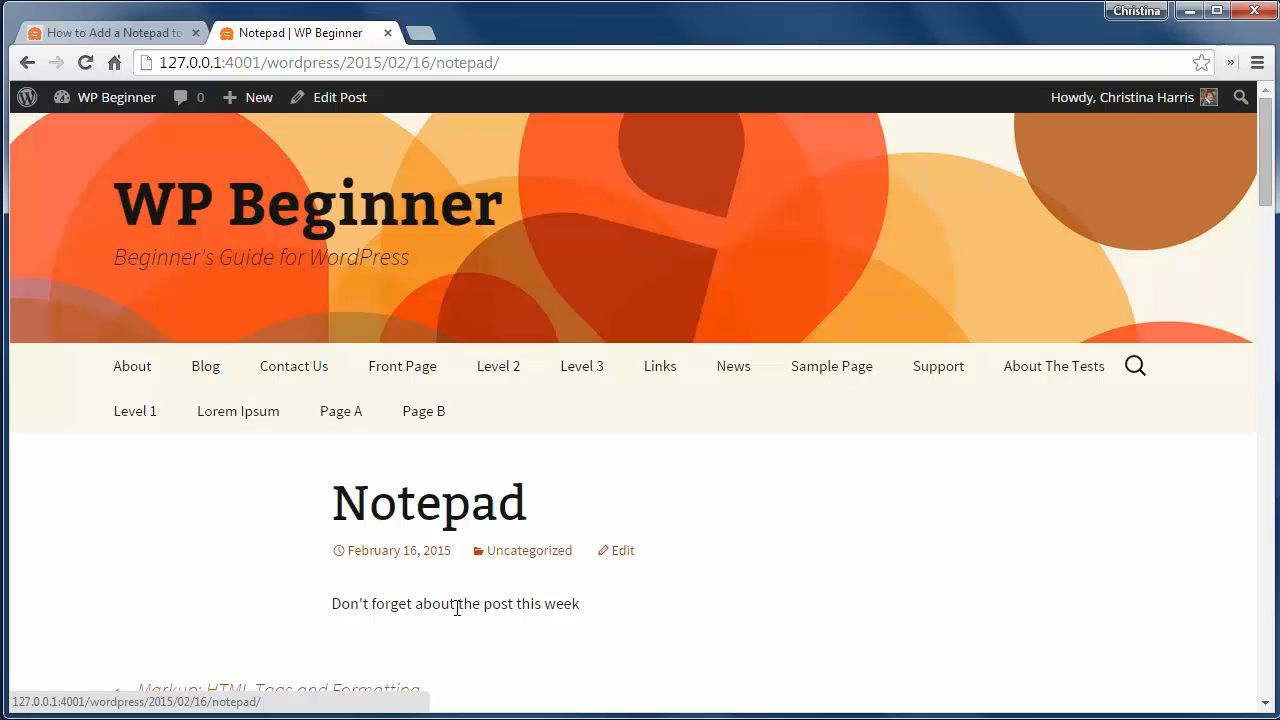 Christina
How to Add a Notepad to
Notepad | WP Beginner
127.0.0.1:4001/wordpress/2015/02/16/notepad/
WP Beginner 0 New Edit Post Howdy, Christina Harris
WP Beginner
Beginner's Guide for WordPress
About Blog Contact Us Front Page Level 2 Level 3 Links News Sample Page Support About The Tests
Level 1 Lorem Ipsum Page A Page B
Notepad
February 16, 2015 Uncategorized Edit
Don't forget about the post this week
Markup: HTML Tags and Formatting
127.0.0.1:4001/wordpress/2015/02/16/notepad/